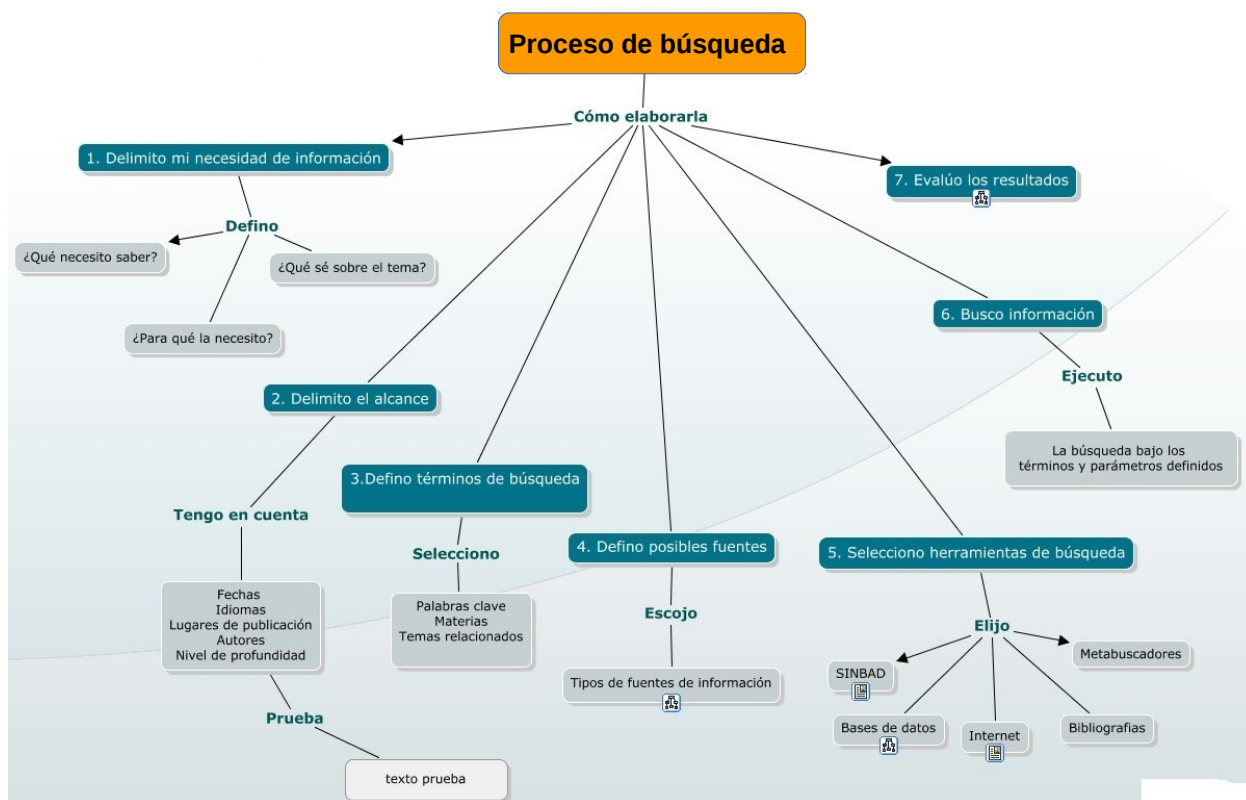 Proceso de búsqueda
Cómo elaborarla
1. Delimito mi necesidad de información
Defino
¿Qué necesito saber?
¿Qué sé sobre el tema?
¿Para qué la necesito?
2. Delimito el alcance
Tengo en cuenta
Fechas
Idiomas
Lugares de publicación
Autores
Nivel de profundidad
Prueba
texto prueba
3.Defino términos de búsqueda
Selecciono
Palabras clave
Materias
Temas relacionados
4. Defino posibles fuentes
Escojo
Tipos de fuentes de información
5. Selecciono herramientas de búsqueda
Elijo
SINBAD
Bases de datos
Internet
Bibliografias
Metabuscadores
6. Busco información
Ejecuto
La búsqueda bajo los
términos y parámetros definidos
7. Evalúo los resultados